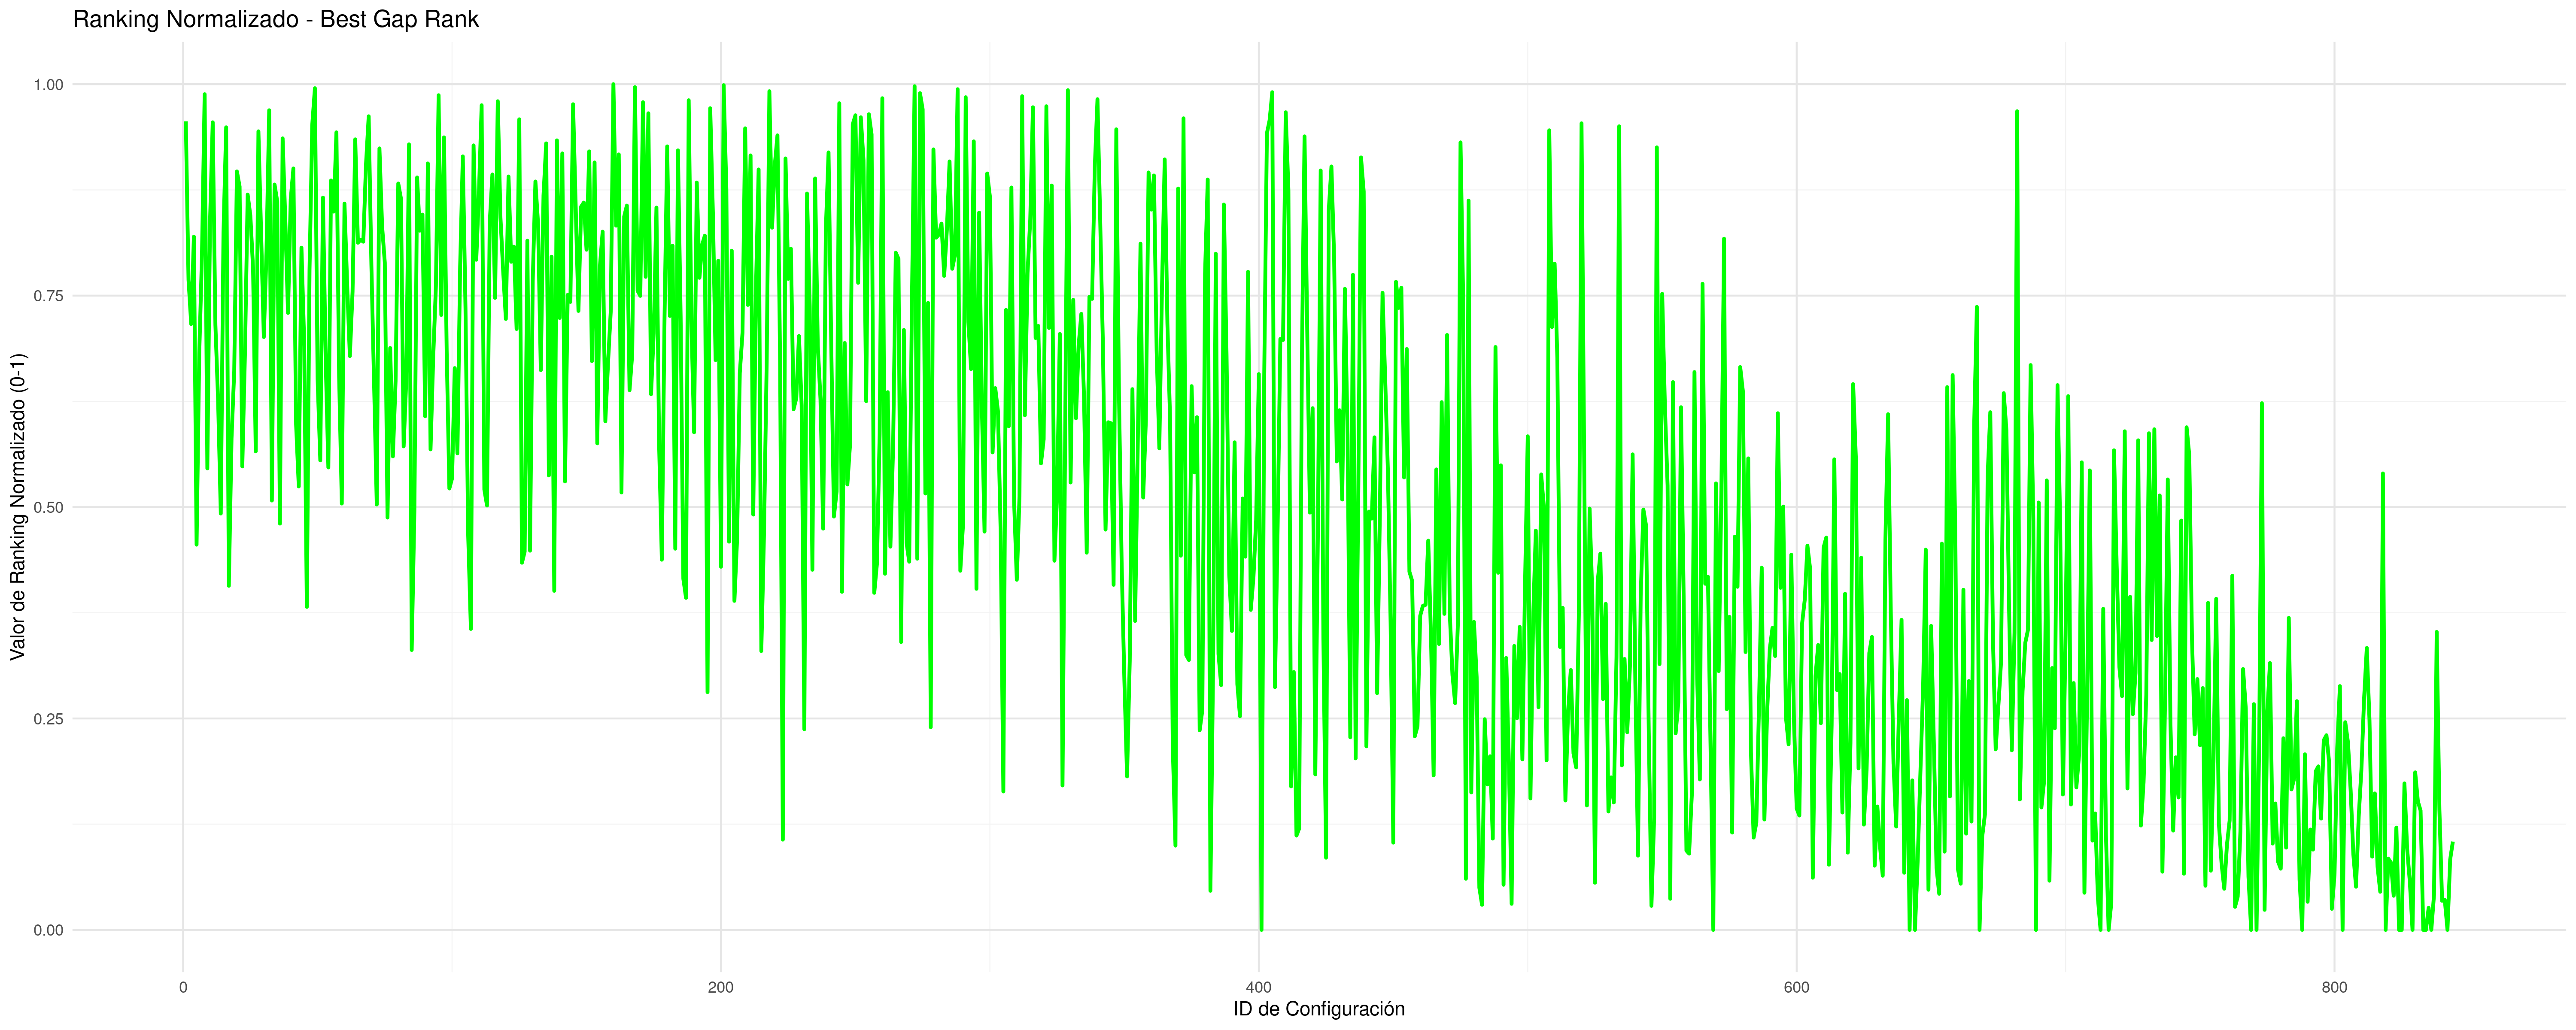 Ranking Normalizado - Best Gap Rank
Valor de Ranking Normalizado (0-1)
1.00
0.75
0.50
0.25
0.00
0 200 400 600 800
ID de Configuración